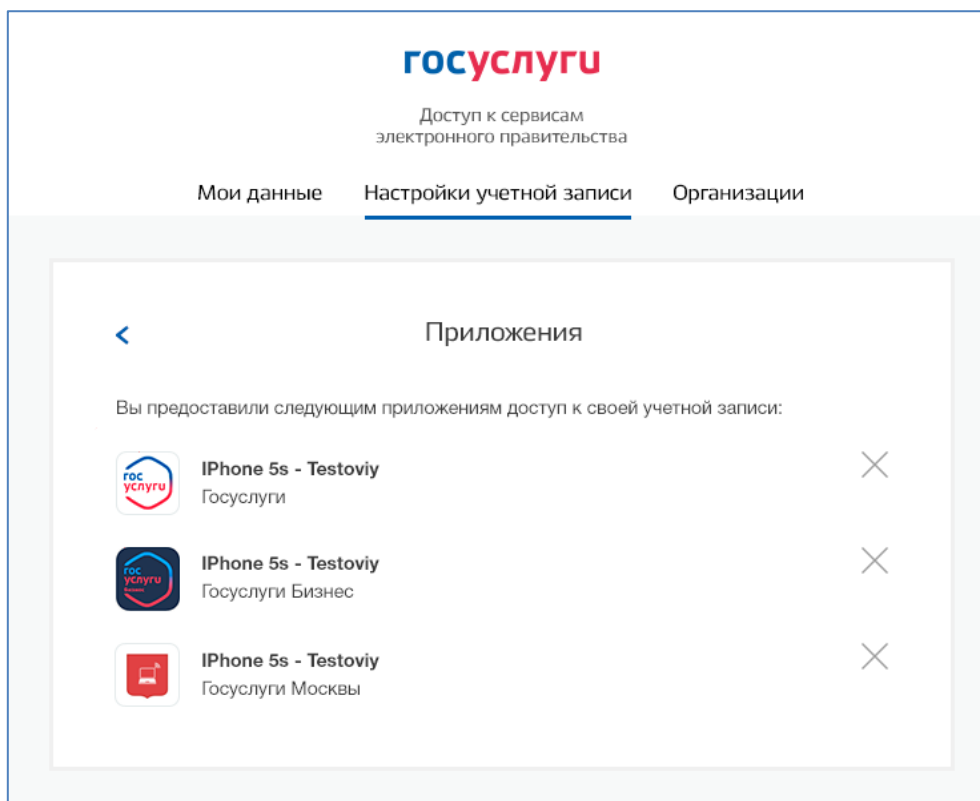 госуслуги
Доступ к сервисам
электронного правительства
Мои данные Настройки учетной записи Организации
Приложения
Вы предоставили следующим приложениям доступ к своей учетной записи:
гос
услуги
IPhone 5s - Testoviy
Госуслуги
гос
услуги
бизнес
IPhone 5s - Testoviy
Госуслуги Бизнес
IPhone 5s - Testoviy
Госуслуги Москвы